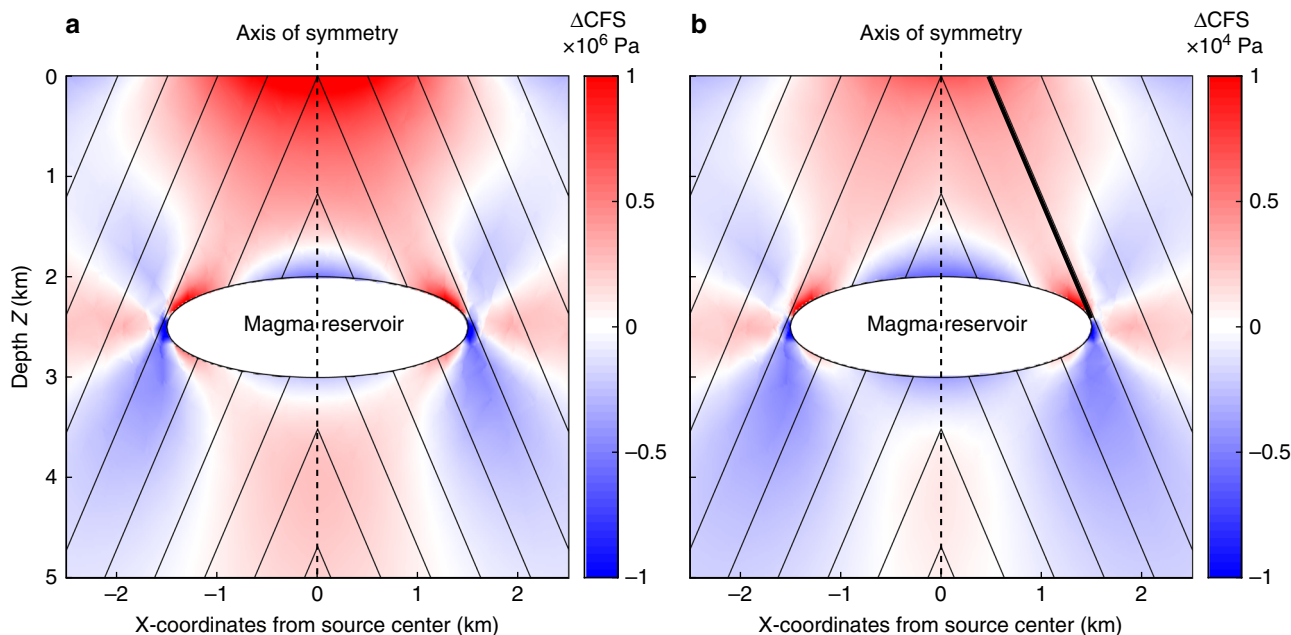 a
Axis of symmetry
ΔCFS
×10⁶ Pa
0
1
2
3
4
5
Depth Z (km)
Magma reservoir
−2
−1
0
1
2
X-coordinates from source center (km)
1
0.5
0
−0.5
−1
b
Axis of symmetry
ΔCFS
×10⁴ Pa
Magma reservoir
−2
−1
0
1
2
X-coordinates from source center (km)
1
0.5
0
−0.5
−1